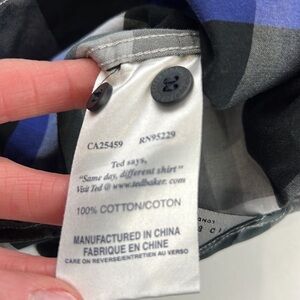 CA25459 RN95229
Ted says,
"Same day, different shirt"
Visit Ted @ www.tedbaker.com
100% COTTON/COTON
MANUFACTURED IN CHINA
FABRIQUE EN CHINE
CARE ON REVERSE/ENTRETIEN AU VERSO